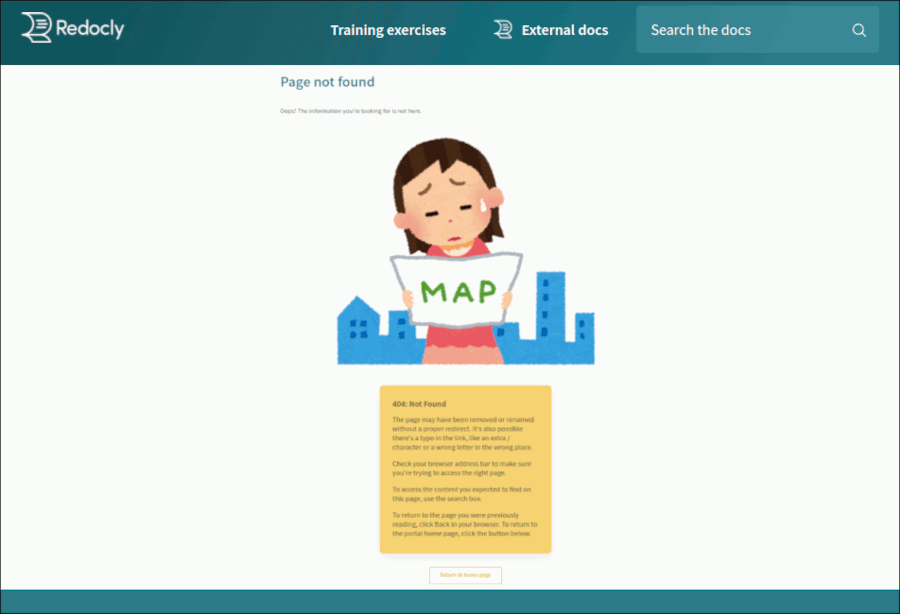 Redocly
Training exercises
External docs
Search the docs
Page not found
Oops! The information you're looking for is not here.
MAP
404: Not Found
The page may have been removed or renamed
without a proper redirect. It's also possible
there's a typo in the link, like an extra /
character or a wrong letter in the wrong place.
Check your browser address bar to make sure
you're trying to access the right page.
To access the content you expected to find on
this page, use the search box.
To return to the page you were previously
reading, click Back in your browser. To return to
the portal home page, click the button below.
Return to home page